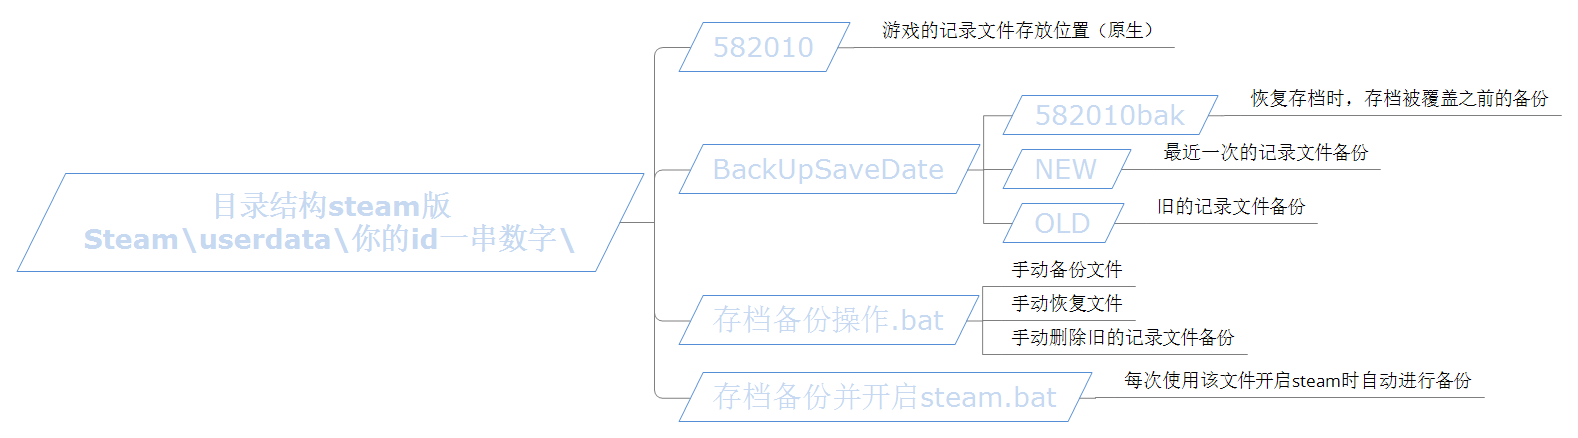 目录结构steam版
Steam\userdata\你的id一串数字\
582010
游戏的记录文件存放位置（原生）
BackUpSaveDate
582010bak
恢复存档时，存档被覆盖之前的备份
NEW
最近一次的记录文件备份
OLD
旧的记录文件备份
存档备份操作.bat
手动备份文件
手动恢复文件
手动删除旧的记录文件备份
存档备份并开启steam.bat
每次使用该文件开启steam时自动进行备份